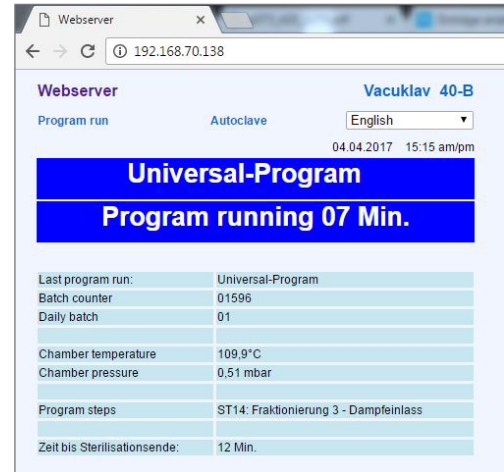 Webserver
192.168.70.138
Webserver Vacuklav 40-B
Program run Autoclave English
04.04.2017 15:15 am/pm
Universal-Program
Program running 07 Min.
Last program run: Universal-Program
Batch counter 01596
Daily batch 01
Chamber temperature 109,9°C
Chamber pressure 0,51 mbar
Program steps ST14: Fraktionierung 3 - Dampfeinlass
Zeit bis Sterilisationsende: 12 Min.